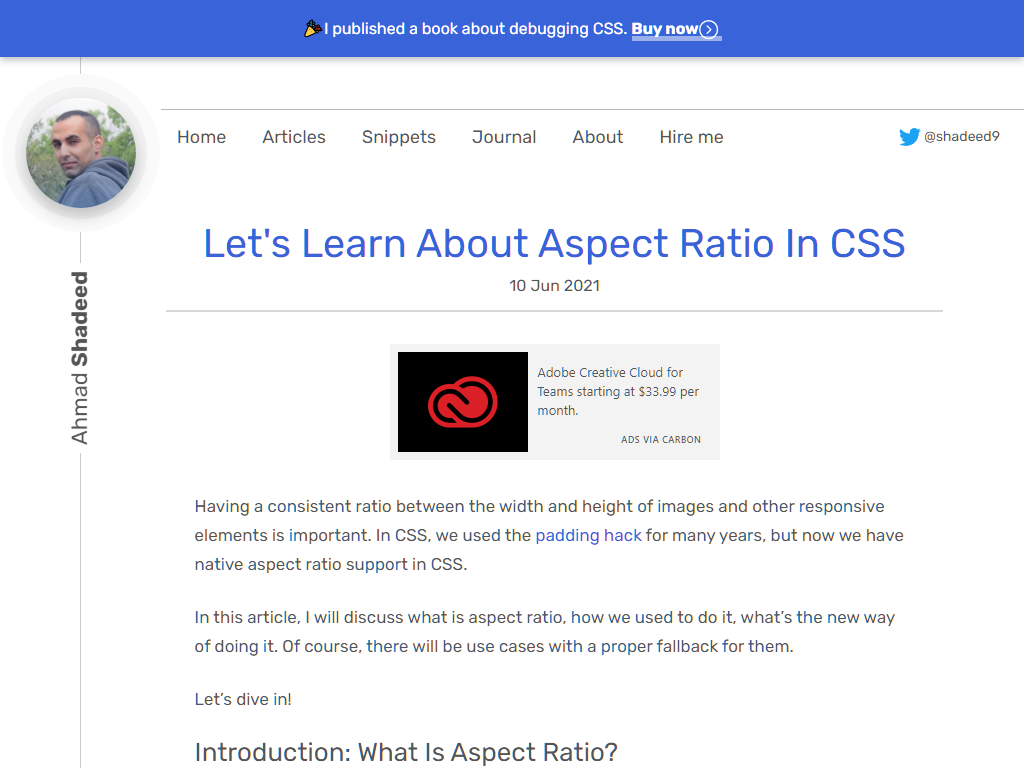 I published a book about debugging CSS. Buy now
Home Articles Snippets Journal About Hire me @shadeed9
Ahmad Shadeed
Let's Learn About Aspect Ratio In CSS
10 Jun 2021
Adobe Creative Cloud for
Teams starting at $33.99 per
month.
ADS VIA CARBON
Having a consistent ratio between the width and height of images and other responsive
elements is important. In CSS, we used the padding hack for many years, but now we have
native aspect ratio support in CSS.
In this article, I will discuss what is aspect ratio, how we used to do it, what’s the new way
of doing it. Of course, there will be use cases with a proper fallback for them.
Let’s dive in!
Introduction: What Is Aspect Ratio?